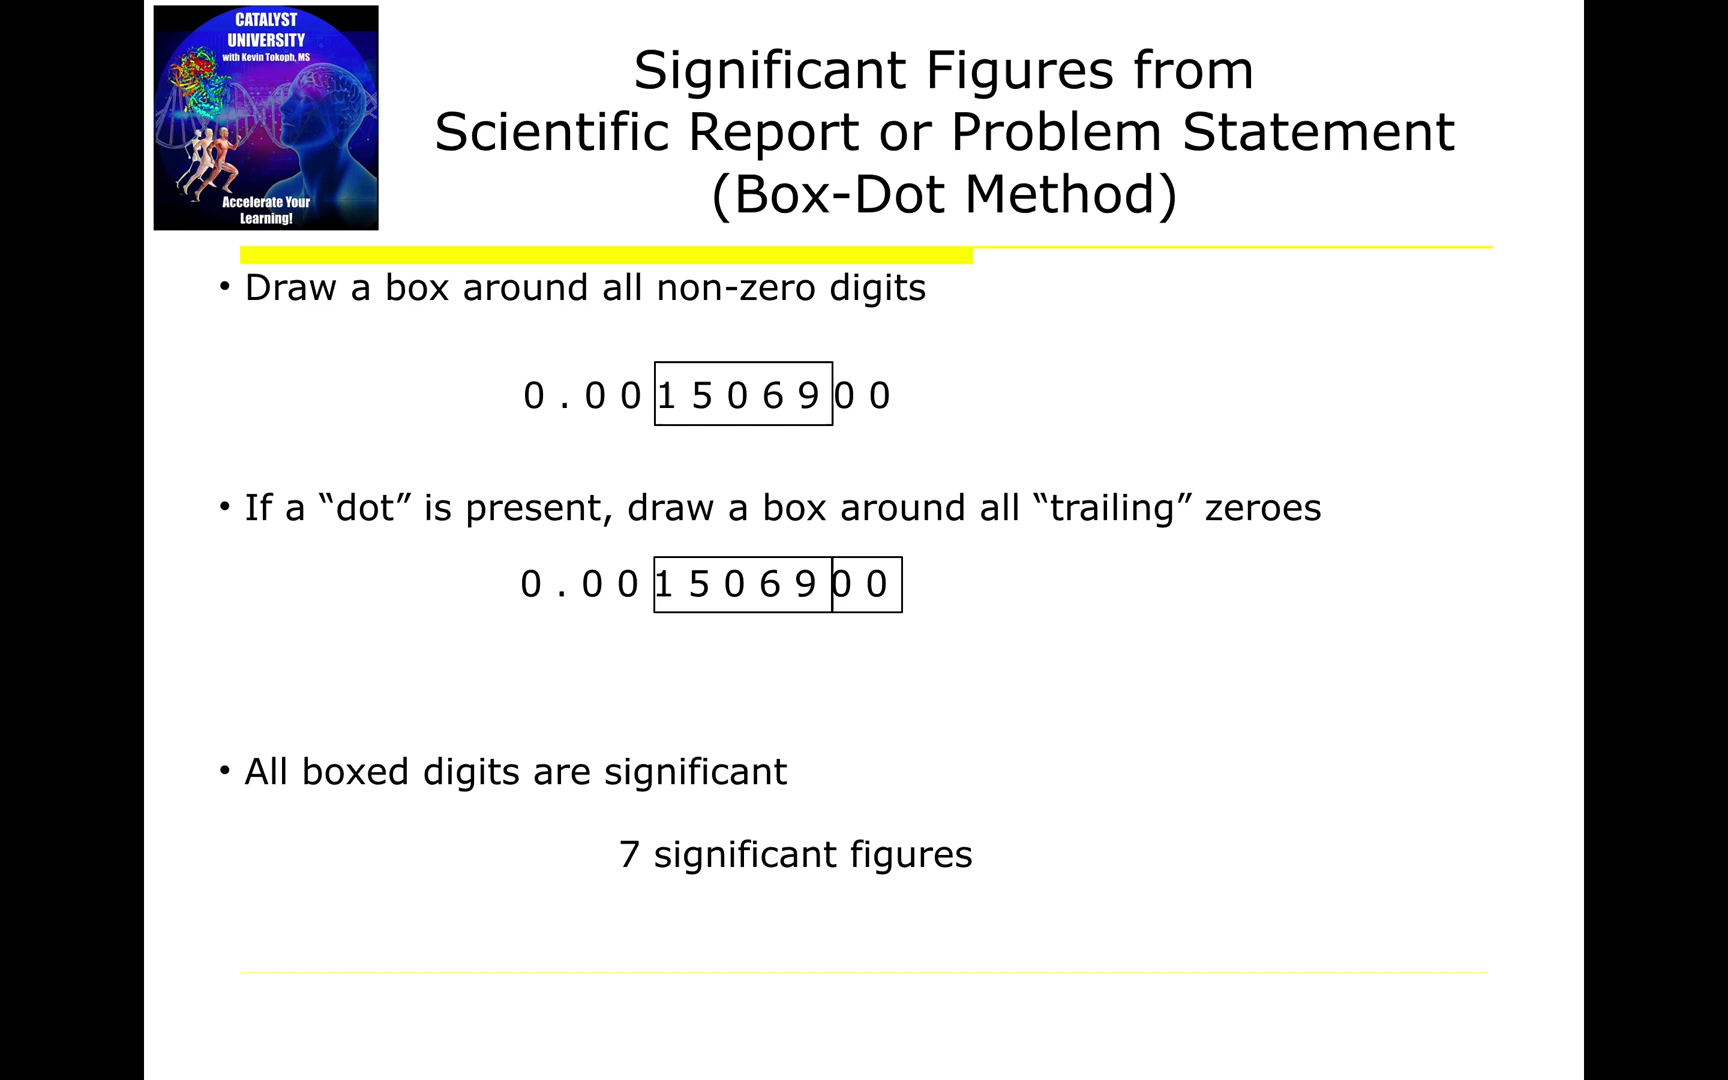 CATALYST
UNIVERSITY
with Kevin Tokoph, MS
Accelerate Your
Learning!
Significant Figures from
Scientific Report or Problem Statement
(Box-Dot Method)
• Draw a box around all non-zero digits
0 . 0 0 1 5 0 6 9 0 0
• If a “dot” is present, draw a box around all “trailing” zeroes
0 . 0 0 1 5 0 6 9 0 0
• All boxed digits are significant
7 significant figures